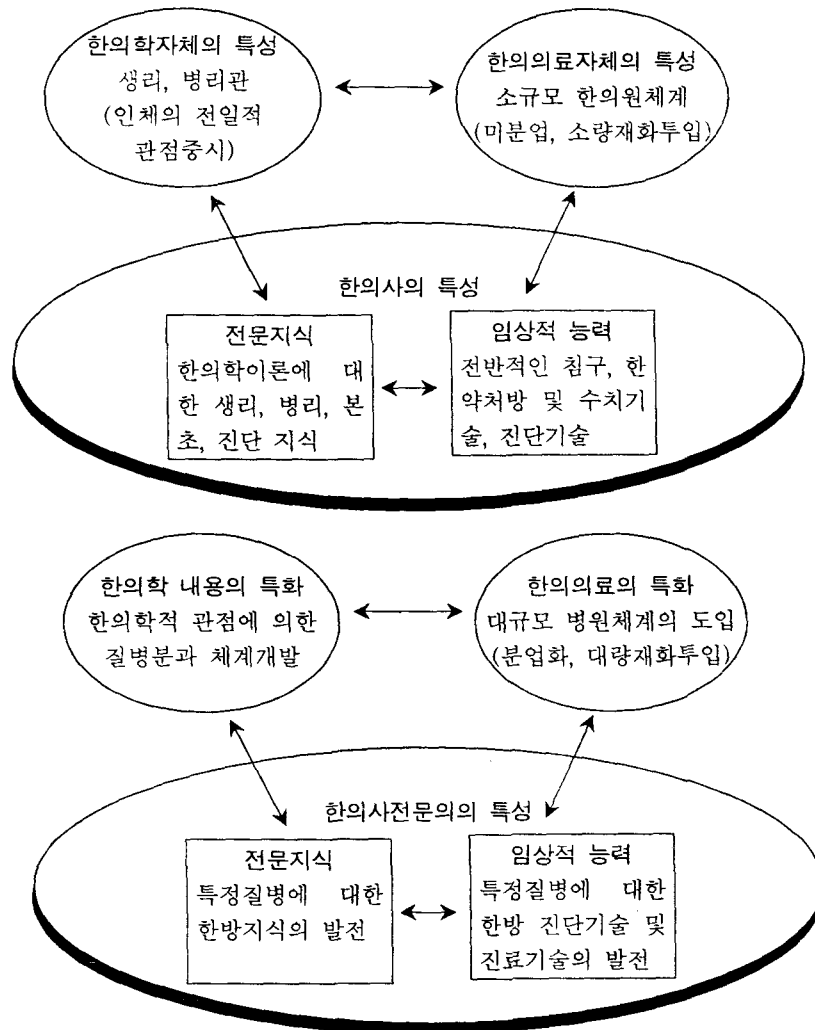 한의학자체의 특성
생리, 병리관
(인체의 전일적
관점중시)
한의의료자체의 특성
소규모 한의원체계
(미분업, 소량재화투입)
한의사의 특성
전문지식
한의학이론에 대
한 생리, 병리, 본
초, 진단 지식
임상적 능력
전반적인 침구, 한
약처방 및 수치기
술, 진단기술
한의학 내용의 특화
한의학적 관점에 의한
질병분과 체계개발
한의의료의 특화
대규모 병원체계의 도입
(분업화, 대량재화투입)
한의사전문의의 특성
전문지식
특정질병에 대한
한방지식의 발전
임상적 능력
특정질병에 대한
한방 진단기술 및
진료기술의 발전